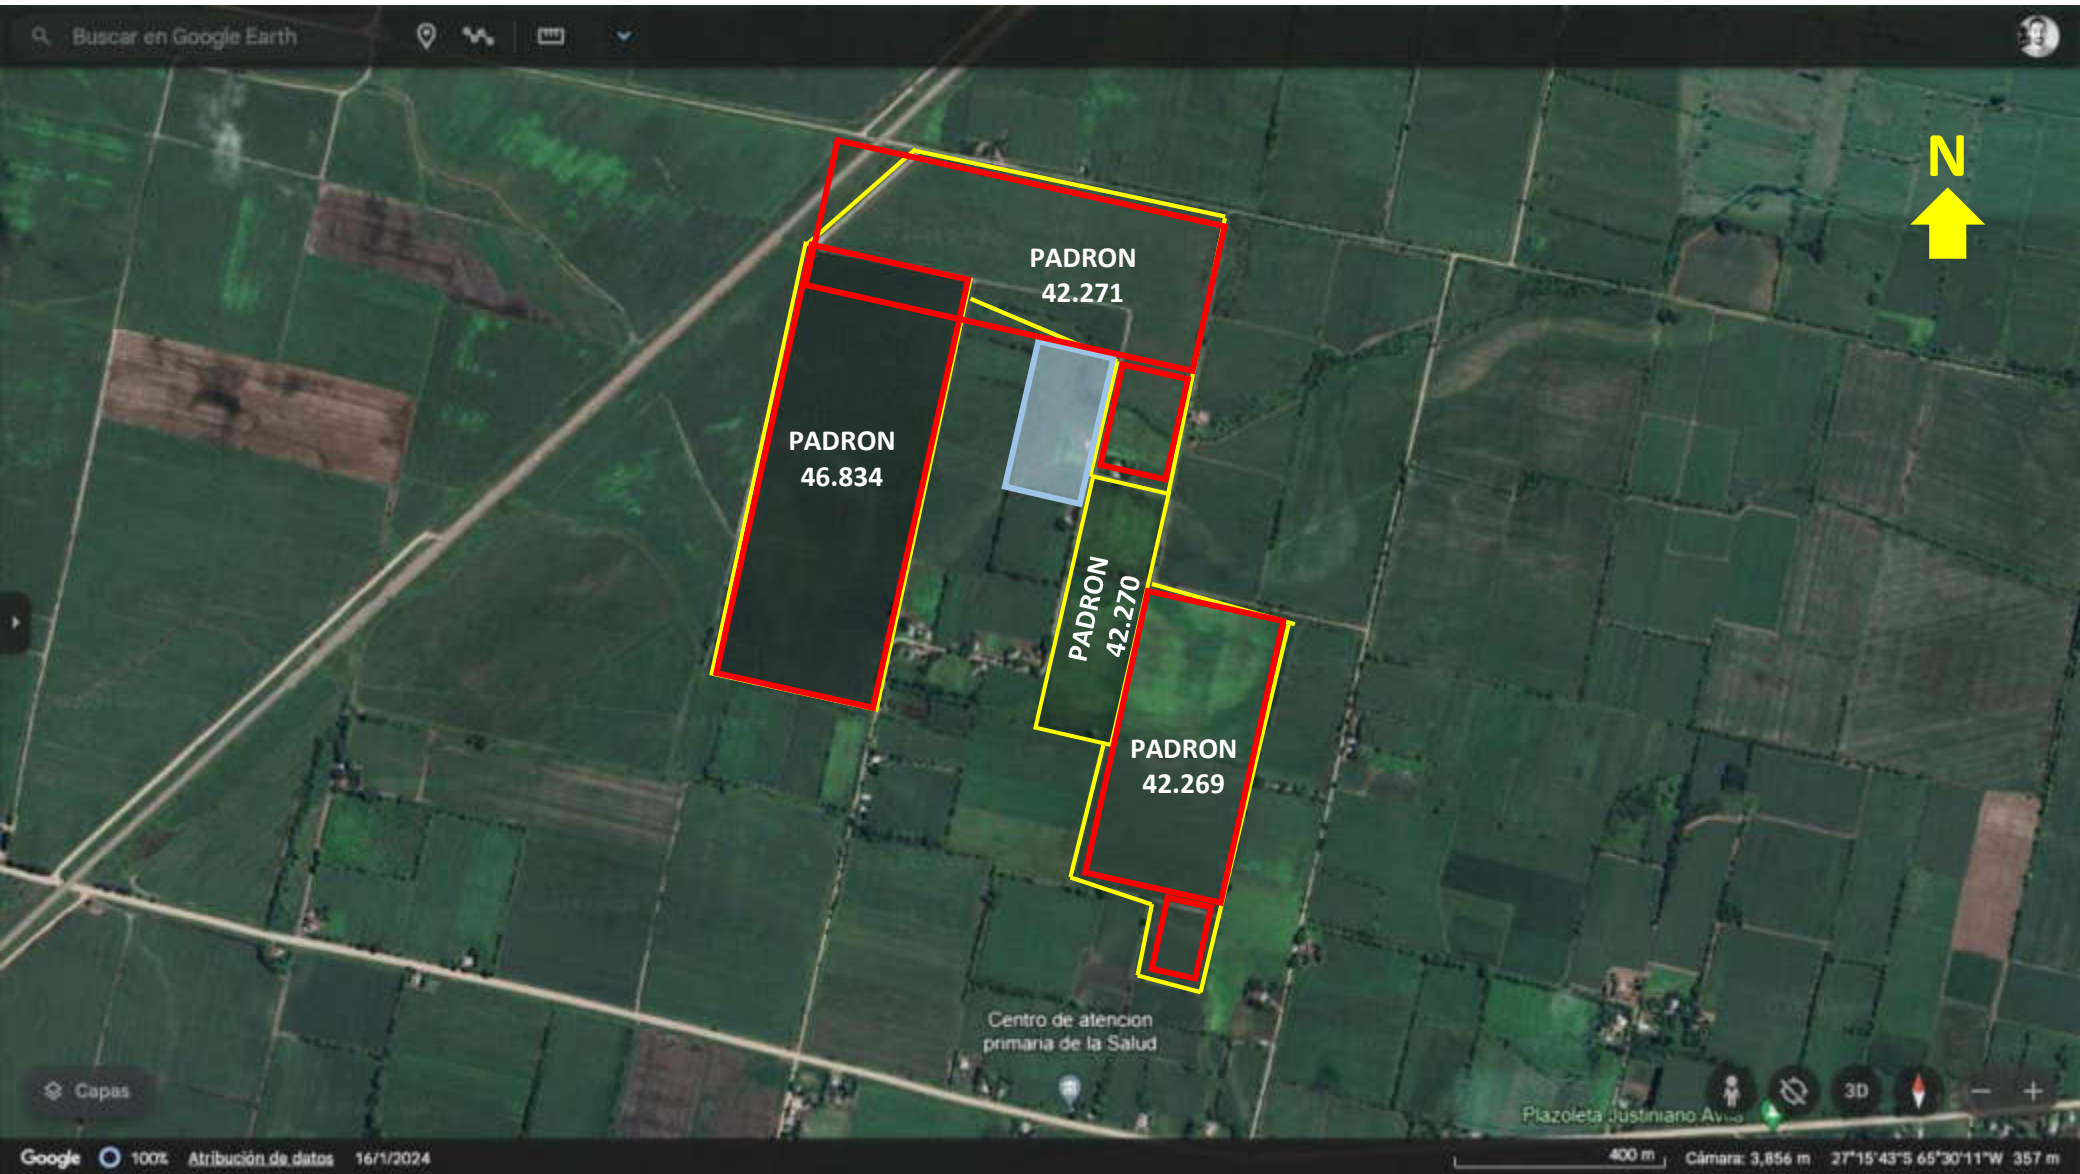 Buscar en Google Earth
N
PADRON
42.271
PADRON
46.834
PADRON
42.270
PADRON
42.269
Centro de atencion
primaria de la Salud
Capas
3D
Plazoleta Justiniano Avila
Google 100% Atribución de datos 16/1/2024 400 m Cámara: 3,856 m 27°15'43"S 65°30'11"W 357 m